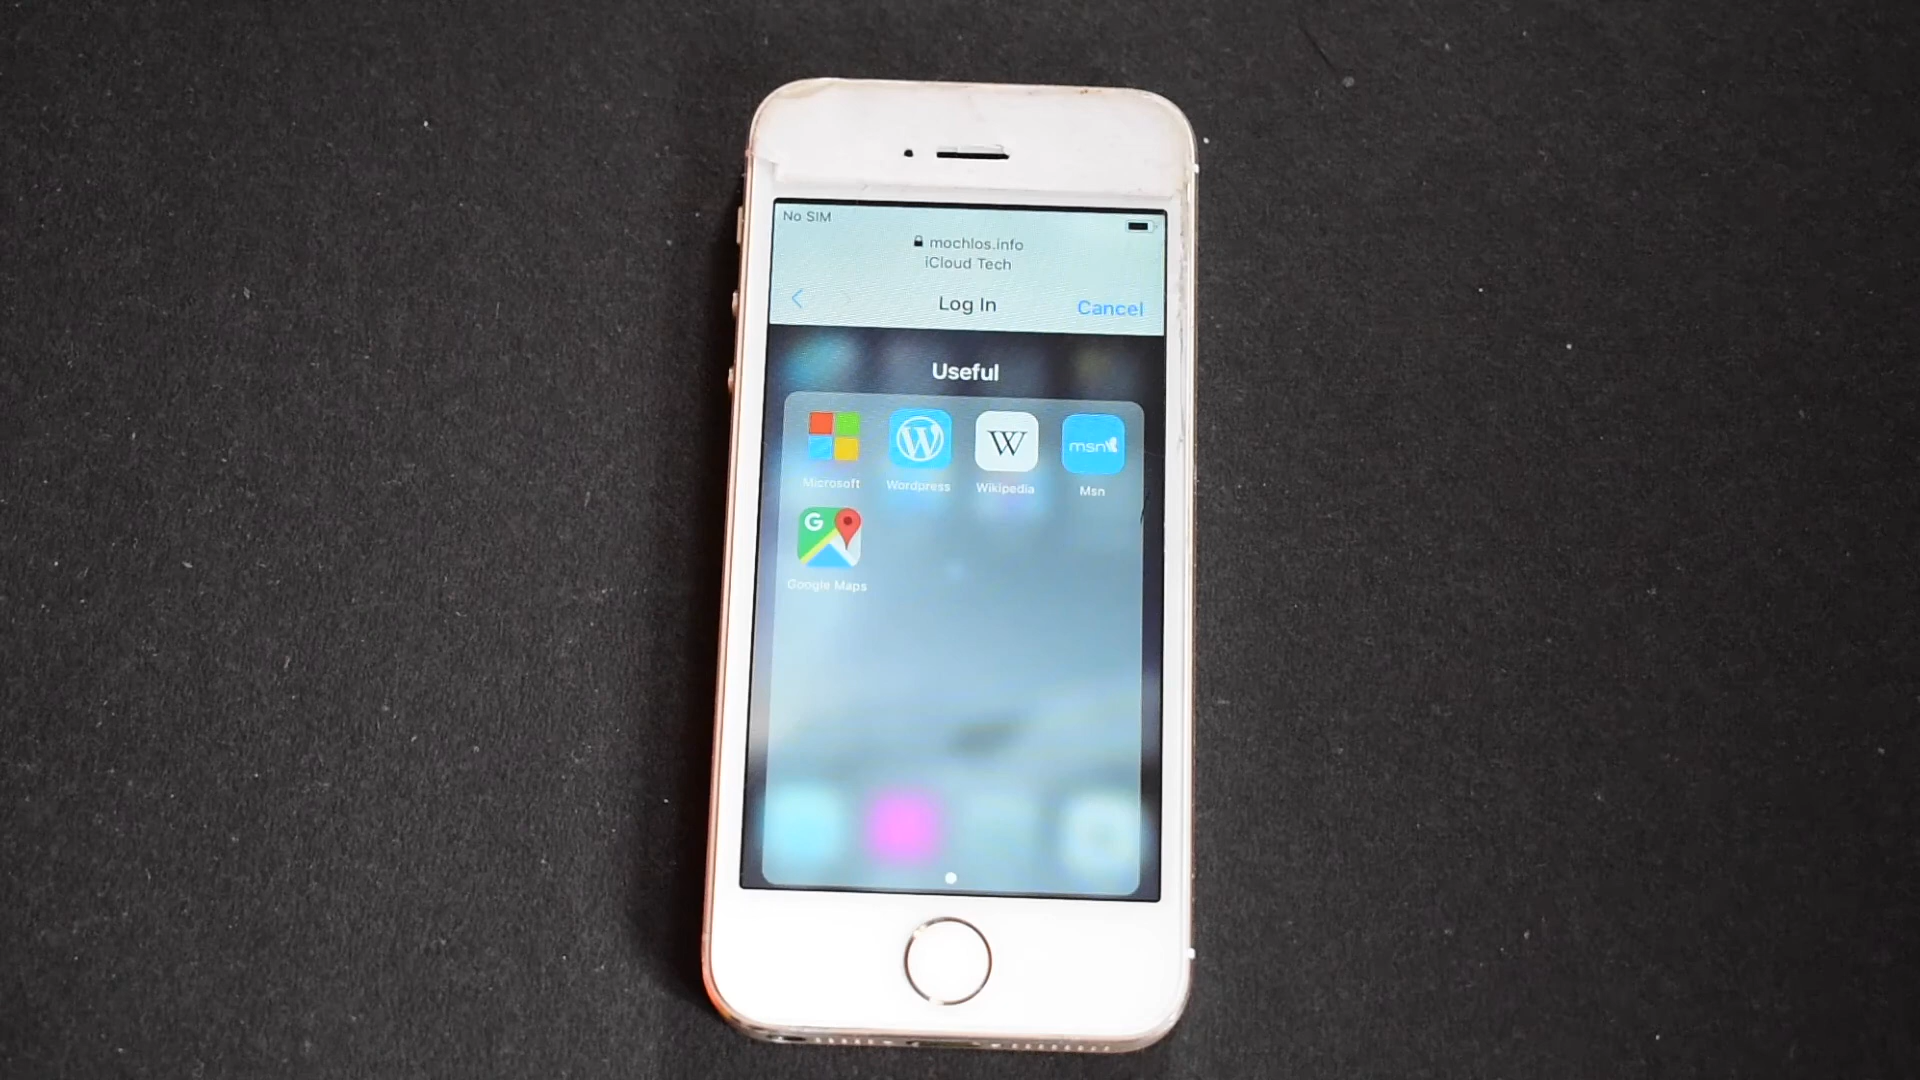 No SIM
mochlos.info
iCloud Tech
Log In
Cancel
Useful
W
W
msn
Microsoft
Wordpress
Wikipedia
Msn
G
Google Maps